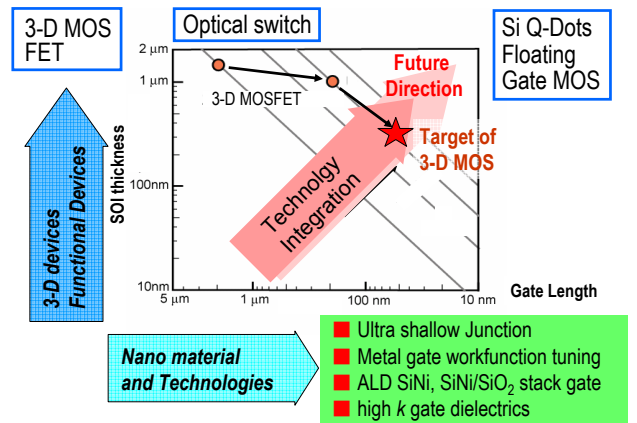 3-D MOS
FET
Optical switch
Si Q-Dots
Floating
Gate MOS
2 μm
1 μm
100nm
10nm
SOI thickness
3-D MOSFET
Future
Direction
Target of
3-D MOS
Technolgy
Integration
5 μm
1 μm
100 nm
10 nm
Gate Length
3-D devices
Functional Devices
Nano material
and Technologies
Ultra shallow Junction
Metal gate workfunction tuning
ALD SiNi, SiNi/SiO₂ stack gate
high k gate dielectrics